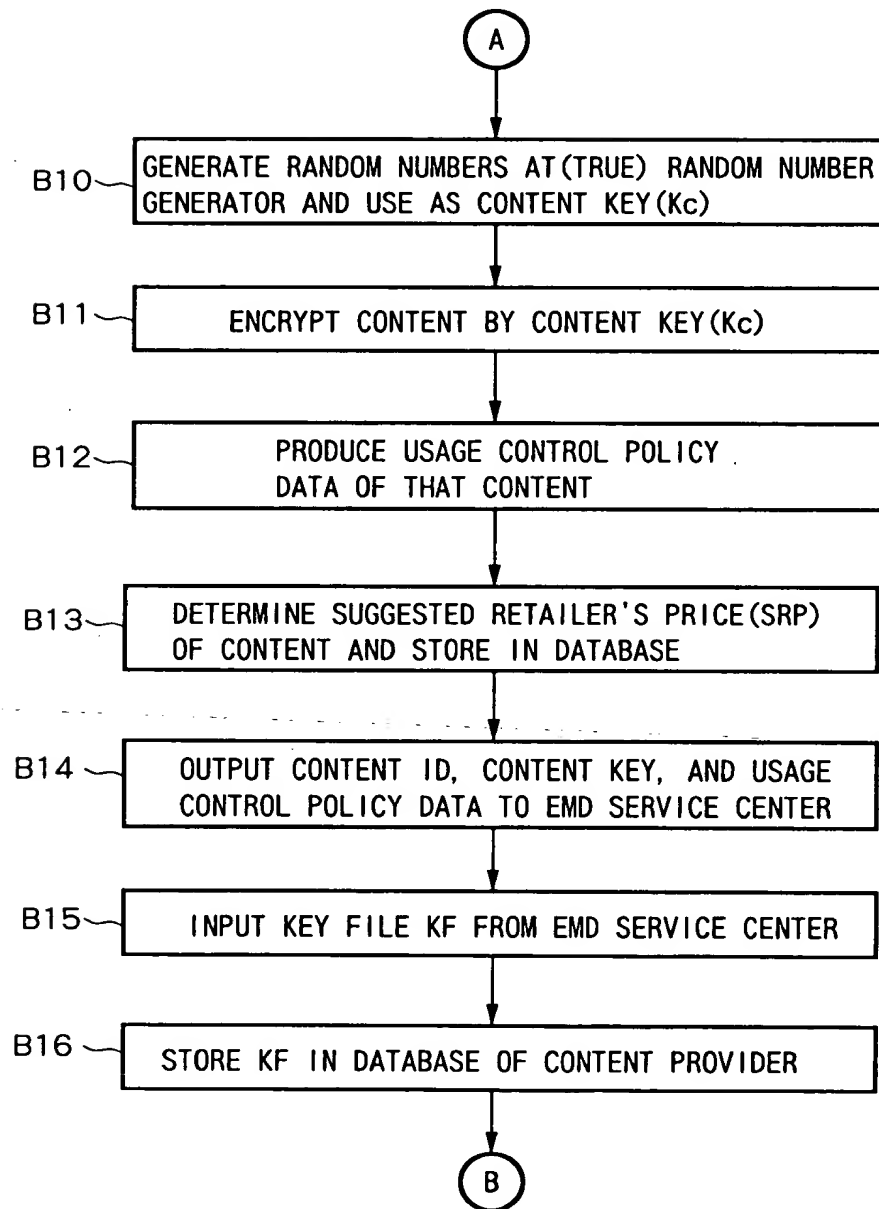 A
B10
GENERATE RANDOM NUMBERS AT(TRUE) RANDOM NUMBER
GENERATOR AND USE AS CONTENT KEY(Kc)
B11
ENCRYPT CONTENT BY CONTENT KEY(Kc)
B12
PRODUCE USAGE CONTROL POLICY
DATA OF THAT CONTENT
B13
DETERMINE SUGGESTED RETAILER'S PRICE(SRP)
OF CONTENT AND STORE IN DATABASE
B14
OUTPUT CONTENT ID, CONTENT KEY, AND USAGE
CONTROL POLICY DATA TO EMD SERVICE CENTER
B15
INPUT KEY FILE KF FROM EMD SERVICE CENTER
B16
STORE KF IN DATABASE OF CONTENT PROVIDER
B